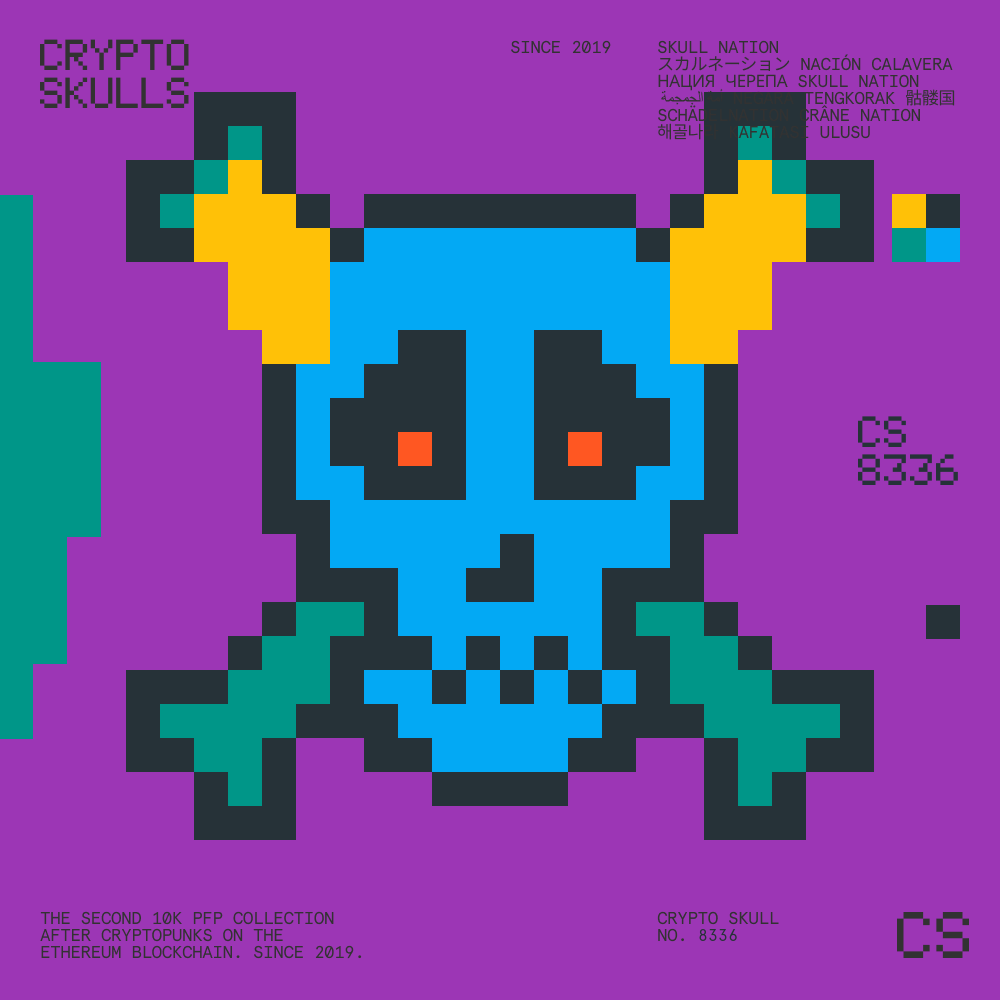 CRYPTO
SKULLS
SINCE 2019
SKULL NATION
スカルネーション NACIÓN CALAVERA
НАЦИЯ ЧЕРЕПА SKULL NATION
TENGKORAK 骷髅国
SCHÄDEL CRÂNE NATION
해골나 KAFA ULUSU
CS
8336
THE SECOND 10K PFP COLLECTION
AFTER CRYPTOPUNKS ON THE
ETHEREUM BLOCKCHAIN. SINCE 2019.
CRYPTO SKULL
NO. 8336
CS